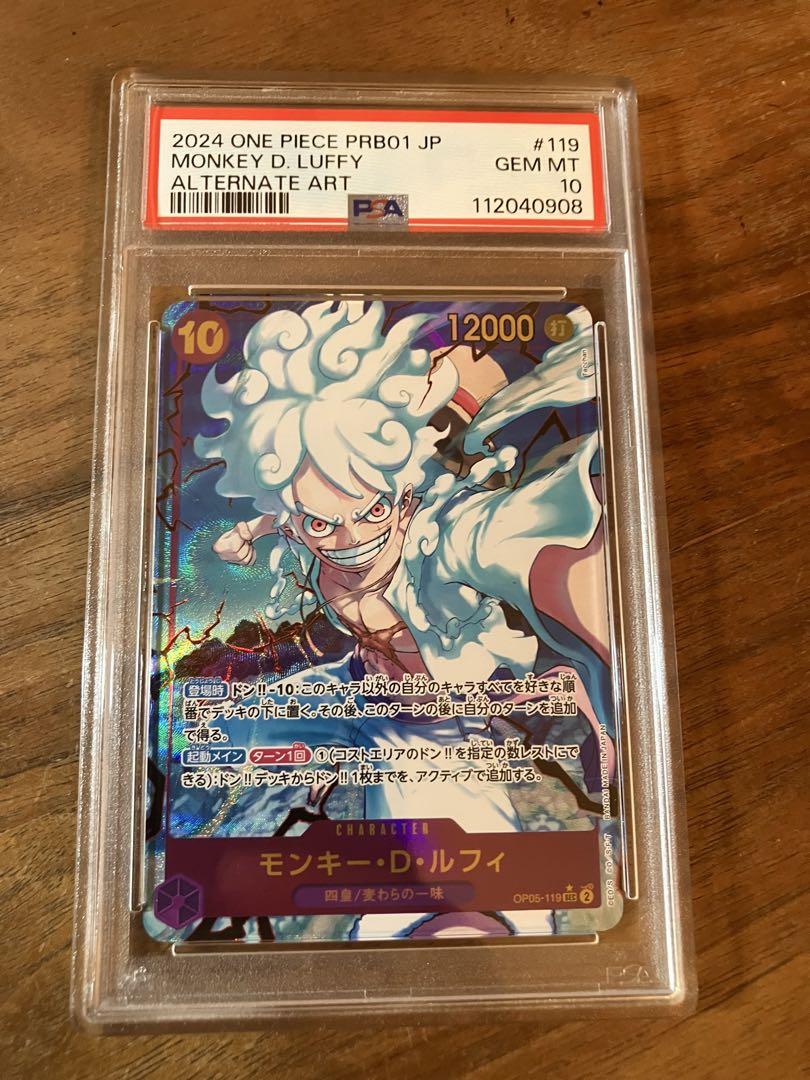 2024 ONE PIECE PRB01 JP #119
MONKEY D. LUFFY GEM MT
ALTERNATE ART 10
PSA 112040908
10 12000 打
登場時 ドン!!-10:このキャラ以外の自分のキャラすべてを好きな順
番でデッキの下に置く。その後、このターンの後に自分のターンを追加
で得る。
起動メイン ターン1回 ①(コストエリアのドン!!を指定の数レストにで
きる):ドン!!デッキからドン!!1枚までを、アクティブで追加する。
CHARACTER
モンキー・D・ルフィ
四皇/麦わらの一味
OP05-119 SEC 2
BANDAI MADE IN JAPAN
PSA